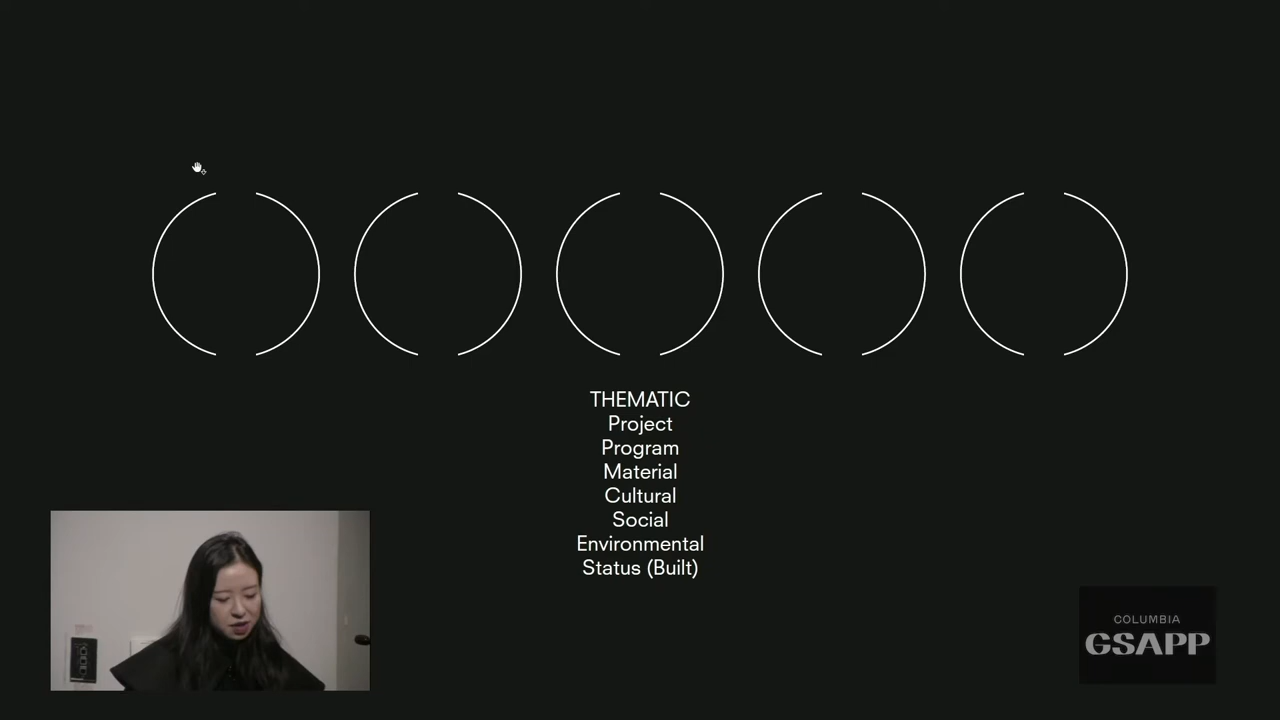 THEMATIC
Project
Program
Material
Cultural
Social
Environmental
Status (Built)
COLUMBIA
GSAPP